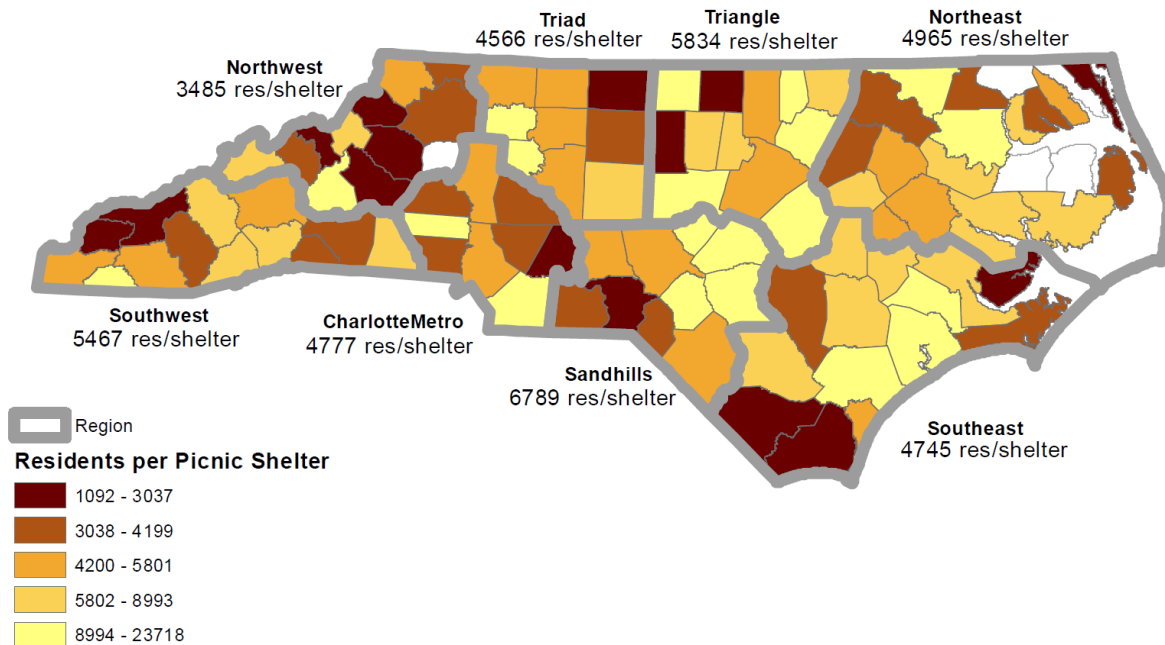 Triad
4566 res/shelter
Triangle
5834 res/shelter
Northeast
4965 res/shelter
Northwest
3485 res/shelter
Southwest
5467 res/shelter
CharlotteMetro
4777 res/shelter
Sandhills
6789 res/shelter
Southeast
4745 res/shelter
Region
Residents per Picnic Shelter
1092 - 3037
3038 - 4199
4200 - 5801
5802 - 8993
8994 - 23718